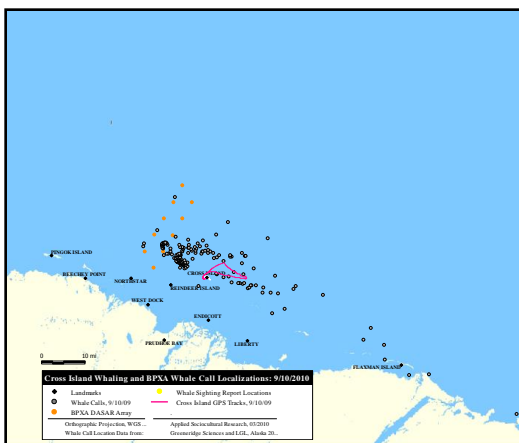 PINGOK ISLAND
BEECHEY POINT
NORTHSTAR
CROSS ISLAND
REINDEER ISLAND
WEST DOCK
ENDICOTT
PRUDHOE BAY
LIBERTY
FLAXMAN ISLAND
0 10 mi
Cross Island Whaling and BPXA Whale Call Localizations: 9/10/2010
Landmarks
Whale Sighting Report Locations
Whale Calls, 9/10/09
Cross Island GPS Tracks, 9/10/09
BPXA DASAR Array
Orthographic Projection, WGS ...
Applied Sociocultural Research, 03/2010
Whale Call Location Data from:
Greeneridge Sciences and LGL, Alaska 20...